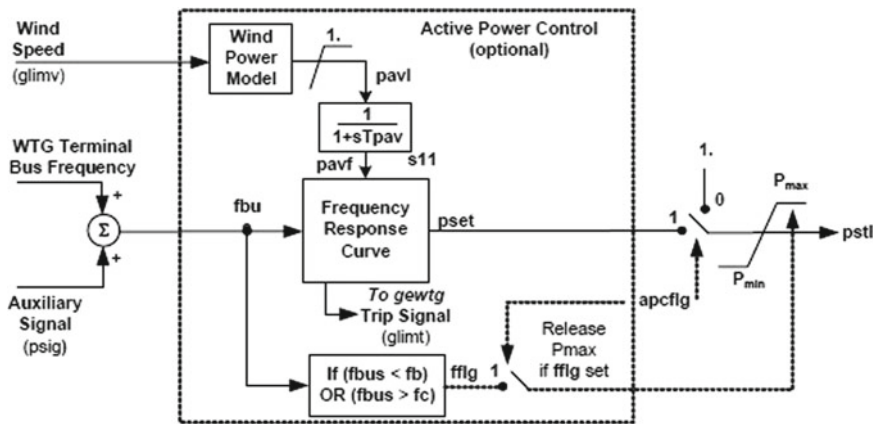 Wind
Speed
(glimv)
Wind
Power
Model
1.
pavl
Active Power Control
(optional)
1
1+sTpav
pavf
s11
WTG Terminal
Bus Frequency
+
Σ
+
Auxiliary
Signal
(psig)
fbu
Frequency
Response
Curve
pset
1.
0
1
Pmax
Pmin
pstl
To gewtg
Trip Signal
(glimt)
apcflg
Release
Pmax
if fflg set
If (fbus < fb)
OR (fbus > fc)
fflg
1